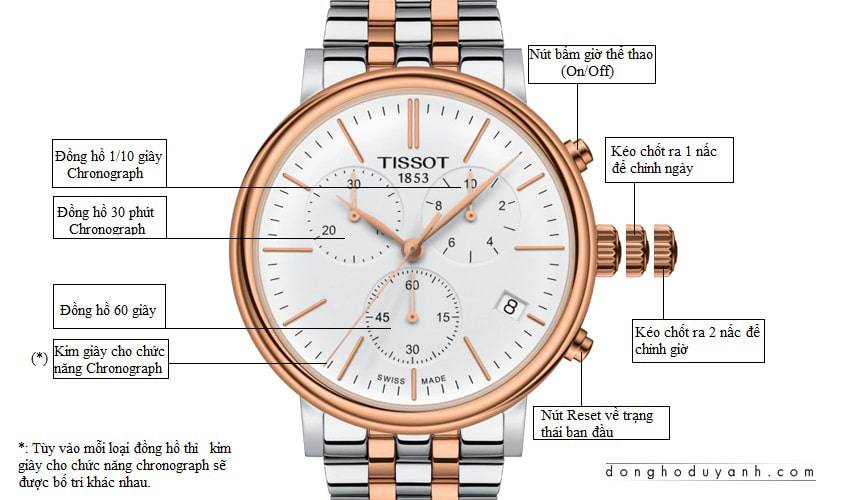 Nút bấm giờ thể thao
(On/Off)
Đồng hồ 1/10 giây
Chronograph
Kéo chốt ra 1 nấc
để chỉnh ngày
TISSOT
1853
30
20
10
10
2
4
6
8
Đồng hồ 30 phút
Chronograph
Đồng hồ 60 giây
60
45
15
30
8
(*)
Kim giây cho chức
năng Chronograph
Kéo chốt ra 2 nấc để
chỉnh giờ
SWISS MADE
Nút Reset về trạng
thái ban đầu
*: Tùy vào mỗi loại đồng hồ thì kim
giây cho chức năng chronograph sẽ
được bố trí khác nhau.
donghoduyanh.com